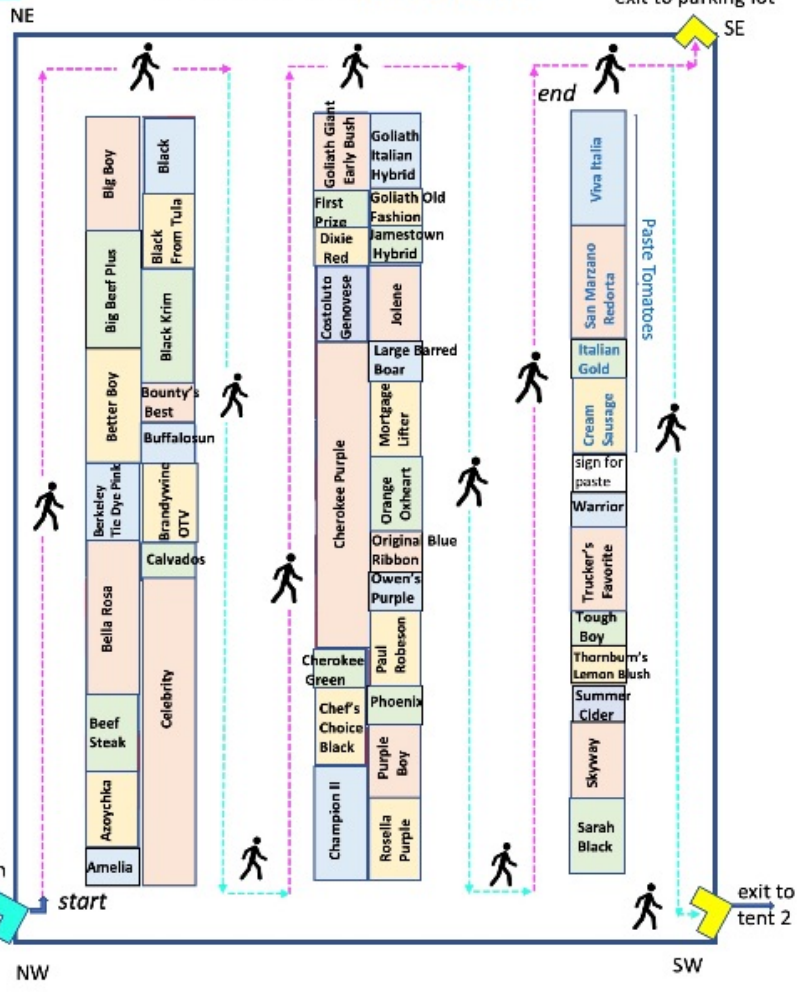 exit to parking lot
NE
SE
end
Big Boy
Big Beef Plus
Better Boy
Berkeley
Tie Dye Pink
Bella Rosa
Beef
Steak
Azoychka
Amelia
Black
Black
From Tula
Black Krim
Bounty's
Best
Buffalosun
Brandywine
OTV
Calvados
Celebrity
Goliath Giant
Early Bush
First
Prize
Dixie
Red
Costoluto
Genovese
Cherokee Purple
Cherokee
Green
Chef's
Choice
Black
Champion II
Goliath
Italian
Hybrid
Goliath Old
Fashion
Jamestown
Hybrid
Jolene
Large Barred
Boar
Mortgage
Lifter
Orange
Oxheart
Original Blue
Ribbon
Owen's
Purple
Paul
Robeson
Phoenix
Purple
Boy
Rosella
Purple
Viva Italia
San Marzano
Redorta
Italian
Gold
Cream
Sausage
Paste Tomatoes
sign for
paste
Warrior
Trucker's
Favorite
Tough
Boy
Thornburn's
Lemon Blush
Summer
Cider
Skyway
Sarah
Black
start
exit to
tent 2
NW
SW